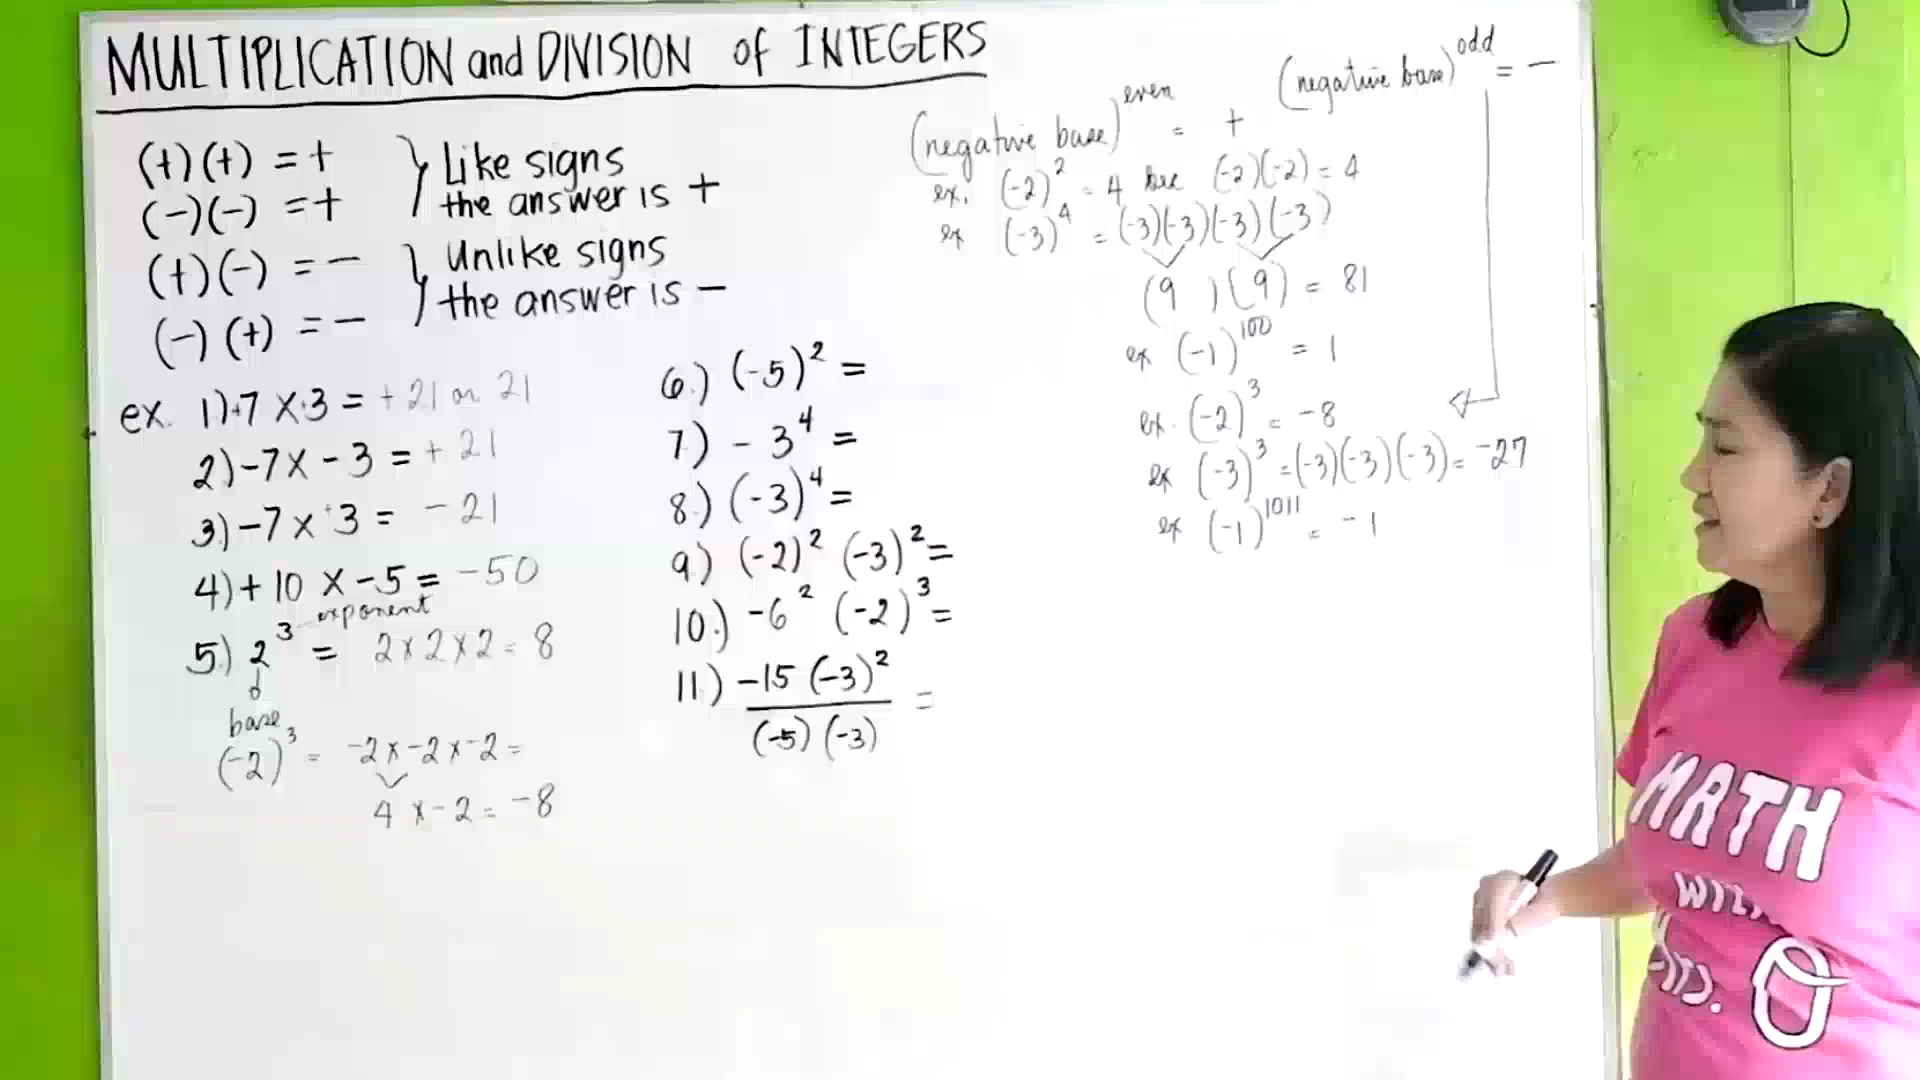 MULTIPLICATION and DIVISION of INTEGERS
(+)(+) = +
(-)(-) = +
} Like signs
the answer is +
(+)(-) = -
(-)(+) = -
} Unlike signs
the answer is -
ex. 1) +7 x +3 = +21 or 21
2) -7 x -3 = +21
3.) -7 x +3 = -21
4) +10 x -5 = -50
exponent
5.) 2³ = 2 x 2 x 2 = 8
base
(-2)³ = -2 x -2 x -2 =
4 x -2 = -8
6.) (-5)² =
7.) -3⁴ =
8.) (-3)⁴ =
9.) (-2)² (-3)² =
10.) -6² (-2)³ =
11.) -15 (-3)² =
(-5) (-3)
(negative base)even = +
ex. (-2)² = 4 bec (-2)(-2) = 4
ex (-3)⁴ = (-3)(-3)(-3)(-3)
(9 ) (9) = 81
ex (-1)¹⁰⁰ = 1
(negative base)odd = -
ex. (-2)³ = -8
ex (-3)³ = (-3)(-3)(-3) = -27
ex (-1)¹⁰¹¹ = -1
MATH